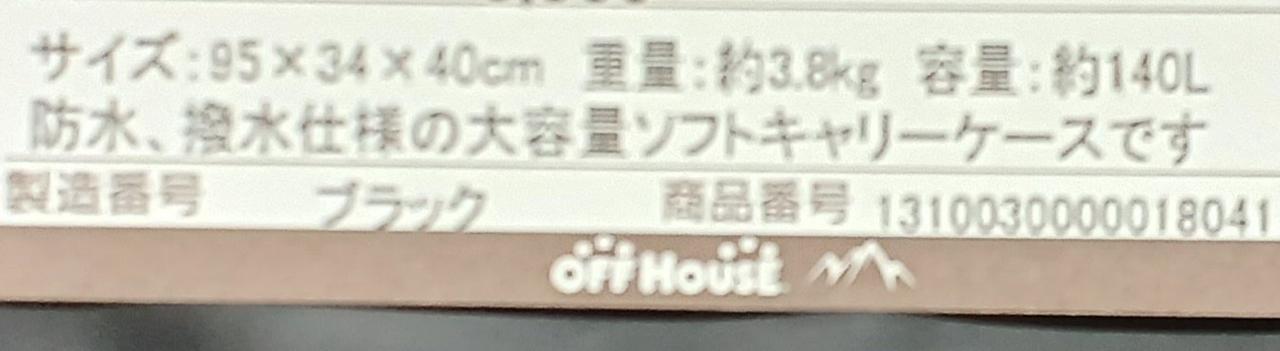 サイズ:95×34×40cm 重量:約3.8kg 容量:約140L
防水、撥水仕様の大容量ソフトキャリーケースです
製造番号 ブラック 商品番号 1310030000018041
OFF HOUSE